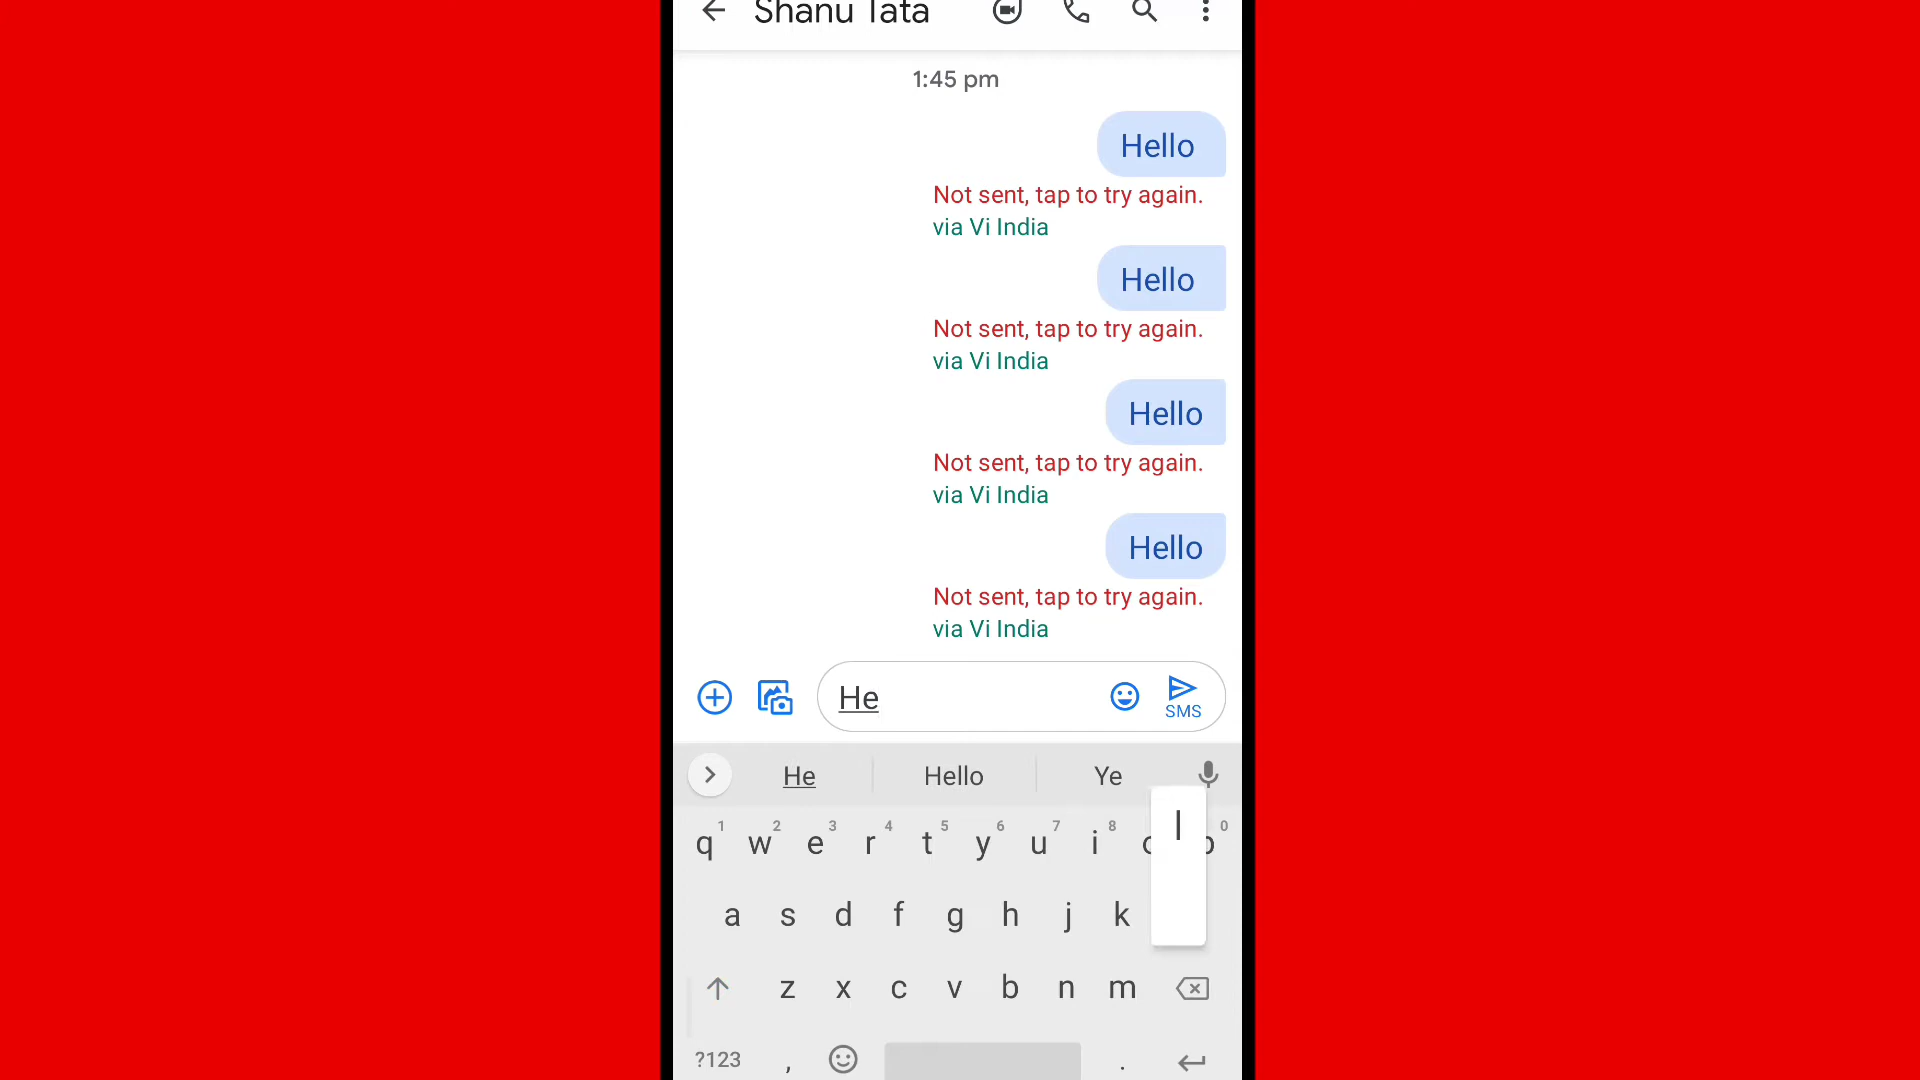 Shanu Tata
1:45 pm
Hello
Not sent, tap to try again.
via Vi India
Hello
Not sent, tap to try again.
via Vi India
Hello
Not sent, tap to try again.
via Vi India
Hello
Not sent, tap to try again.
via Vi India
He
SMS
He Hello Ye
1 2 3 4 5 6 7 8 0
q w e r t y u i o p
a s d f g h j k l
z x c v b n m
?123 , .